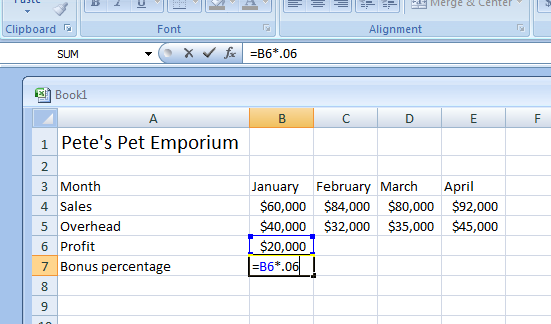 Paste
B I U A
Merge & Center
Clipboard Font Alignment
SUM fx =B6*.06
Book1
A B C D E F
1 Pete's Pet Emporium
2
3 Month January February March April
4 Sales $60,000 $84,000 $80,000 $92,000
5 Overhead $40,000 $32,000 $35,000 $45,000
6 Profit $20,000
7 Bonus percentage =B6*.06
8
9
10